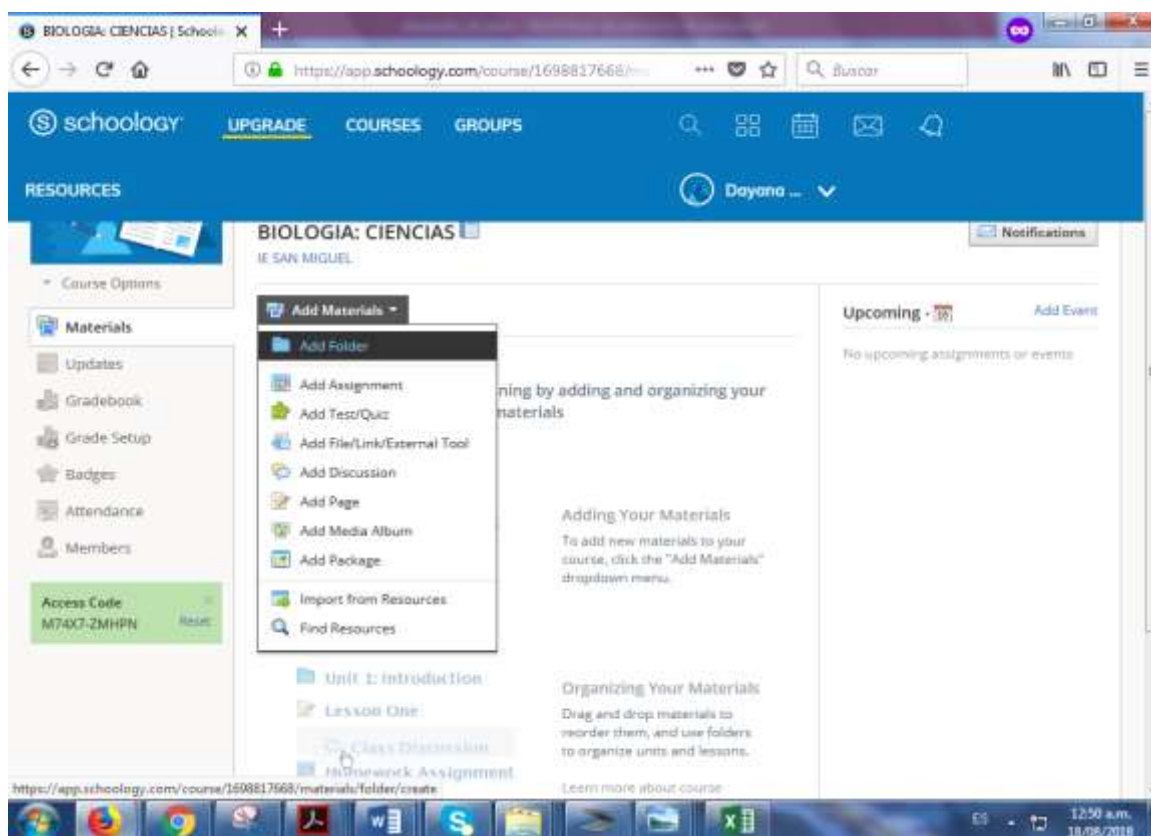 BIOLOGIA: CIENCIAS | Schoolo
https://app.schoology.com/course/1698817668/
Buscar
schoology
UPGRADE COURSES GROUPS
RESOURCES
Dayana ...
BIOLOGIA: CIENCIAS
IE SAN MIGUEL
Notifications
Course Options
Materials
Updates
Gradebook
Grade Setup
Badges
Attendance
Members
Access Code
M74X7-ZMHPN Reset
Add Materials
Add Folder
Add Assignment
Add Test/Quiz
Add File/Link/External Tool
Add Discussion
Add Page
Add Media Album
Add Package
Import from Resources
Find Resources
ning by adding and organizing your
materials
Adding Your Materials
To add new materials to your
course, click the "Add Materials"
dropdown menu.
Unit 1: Introduction
Lesson One
Class Discussion
Homework Assignment
Organizing Your Materials
Drag and drop materials to
reorder them, and use folders
to organize units and lessons.
Learn more about course
Upcoming Add Event
No upcoming assignments or events
https://app.schoology.com/course/1698817668/materials/folder/create
ES
12:50 a.m.